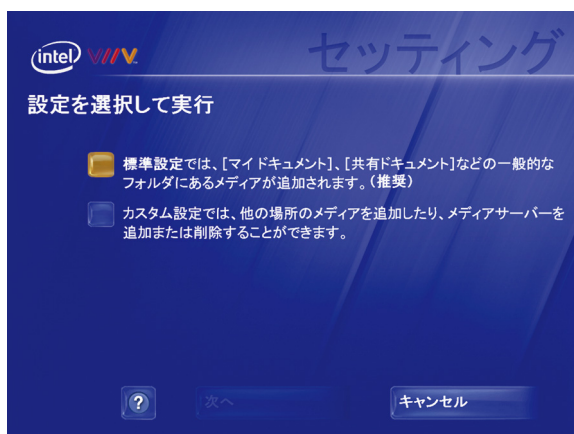 intel VIIV.
セッティング
設定を選択して実行
標準設定では、[マイドキュメント]、[共有ドキュメント]などの一般的な
フォルダにあるメディアが追加されます。(推奨)
カスタム設定では、他の場所のメディアを追加したり、メディアサーバーを
追加または削除することができます。
?
次へ
キャンセル